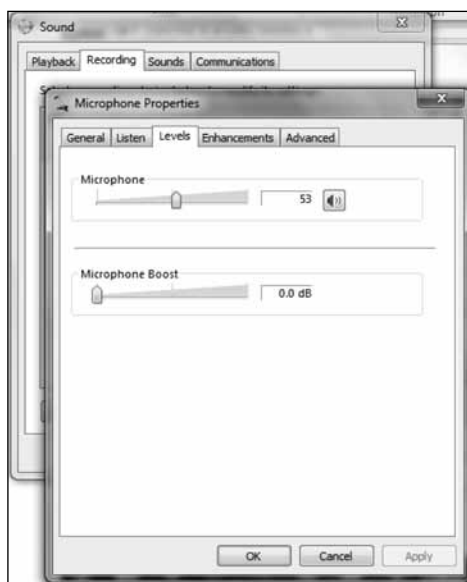 Sound
Playback Recording Sounds Communications
Microphone Properties
General Listen Levels Enhancements Advanced
Microphone
53
Microphone Boost
0.0 dB
OK Cancel Apply